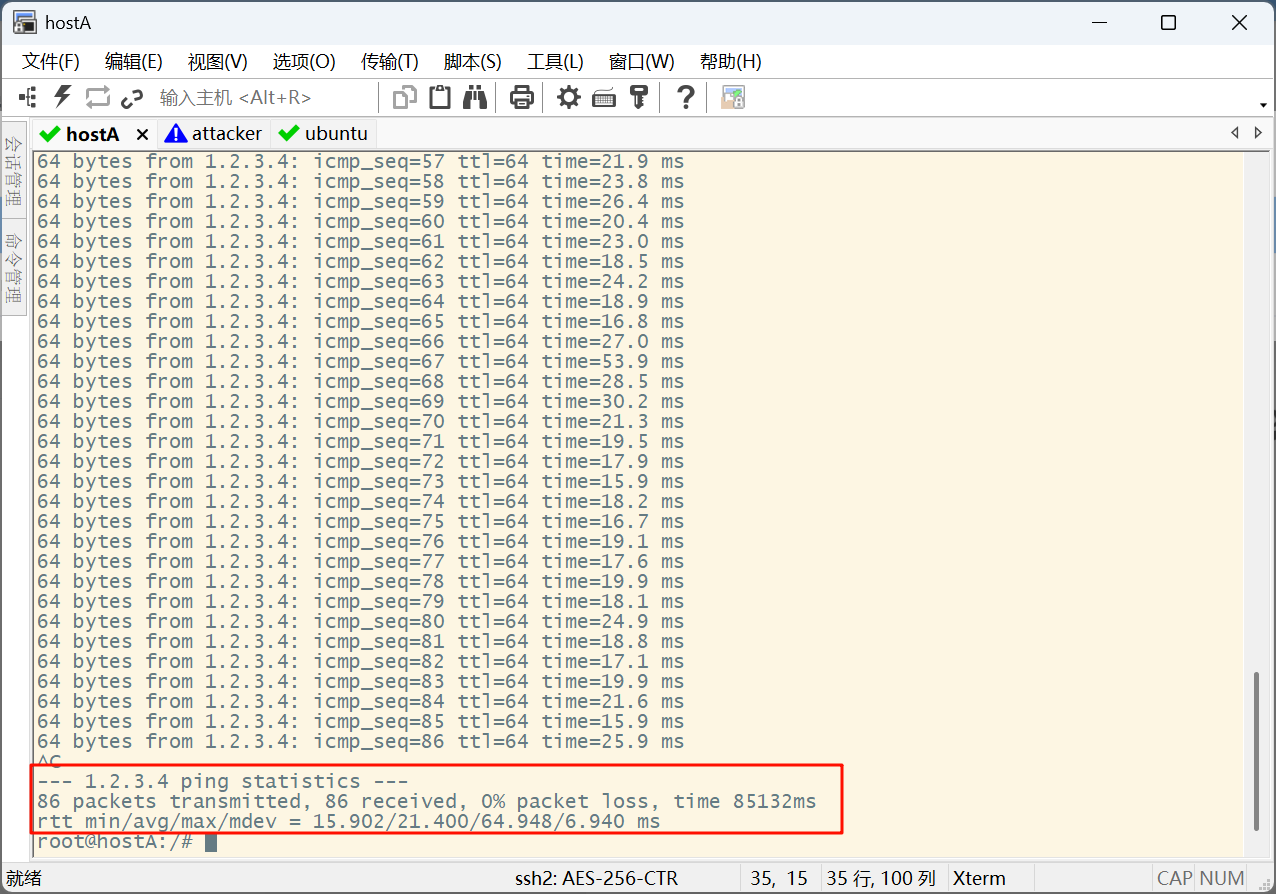 hostA
文件(F) 编辑(E) 视图(V) 选项(O) 传输(T) 脚本(S) 工具(L) 窗口(W) 帮助(H)
输入主机 <Alt+R>
hostA attacker ubuntu
会话管理
命令管理
64 bytes from 1.2.3.4: icmp_seq=57 ttl=64 time=21.9 ms
64 bytes from 1.2.3.4: icmp_seq=58 ttl=64 time=23.8 ms
64 bytes from 1.2.3.4: icmp_seq=59 ttl=64 time=26.4 ms
64 bytes from 1.2.3.4: icmp_seq=60 ttl=64 time=20.4 ms
64 bytes from 1.2.3.4: icmp_seq=61 ttl=64 time=23.0 ms
64 bytes from 1.2.3.4: icmp_seq=62 ttl=64 time=18.5 ms
64 bytes from 1.2.3.4: icmp_seq=63 ttl=64 time=24.2 ms
64 bytes from 1.2.3.4: icmp_seq=64 ttl=64 time=18.9 ms
64 bytes from 1.2.3.4: icmp_seq=65 ttl=64 time=16.8 ms
64 bytes from 1.2.3.4: icmp_seq=66 ttl=64 time=27.0 ms
64 bytes from 1.2.3.4: icmp_seq=67 ttl=64 time=53.9 ms
64 bytes from 1.2.3.4: icmp_seq=68 ttl=64 time=28.5 ms
64 bytes from 1.2.3.4: icmp_seq=69 ttl=64 time=30.2 ms
64 bytes from 1.2.3.4: icmp_seq=70 ttl=64 time=21.3 ms
64 bytes from 1.2.3.4: icmp_seq=71 ttl=64 time=19.5 ms
64 bytes from 1.2.3.4: icmp_seq=72 ttl=64 time=17.9 ms
64 bytes from 1.2.3.4: icmp_seq=73 ttl=64 time=15.9 ms
64 bytes from 1.2.3.4: icmp_seq=74 ttl=64 time=18.2 ms
64 bytes from 1.2.3.4: icmp_seq=75 ttl=64 time=16.7 ms
64 bytes from 1.2.3.4: icmp_seq=76 ttl=64 time=19.1 ms
64 bytes from 1.2.3.4: icmp_seq=77 ttl=64 time=17.6 ms
64 bytes from 1.2.3.4: icmp_seq=78 ttl=64 time=19.9 ms
64 bytes from 1.2.3.4: icmp_seq=79 ttl=64 time=18.1 ms
64 bytes from 1.2.3.4: icmp_seq=80 ttl=64 time=24.9 ms
64 bytes from 1.2.3.4: icmp_seq=81 ttl=64 time=18.8 ms
64 bytes from 1.2.3.4: icmp_seq=82 ttl=64 time=17.1 ms
64 bytes from 1.2.3.4: icmp_seq=83 ttl=64 time=19.9 ms
64 bytes from 1.2.3.4: icmp_seq=84 ttl=64 time=21.6 ms
64 bytes from 1.2.3.4: icmp_seq=85 ttl=64 time=15.9 ms
64 bytes from 1.2.3.4: icmp_seq=86 ttl=64 time=25.9 ms
^C
--- 1.2.3.4 ping statistics ---
86 packets transmitted, 86 received, 0% packet loss, time 85132ms
rtt min/avg/max/mdev = 15.902/21.400/64.948/6.940 ms
root@hostA:/#
就绪 ssh2: AES-256-CTR 35, 15 35 行, 100 列 Xterm CAP NUM